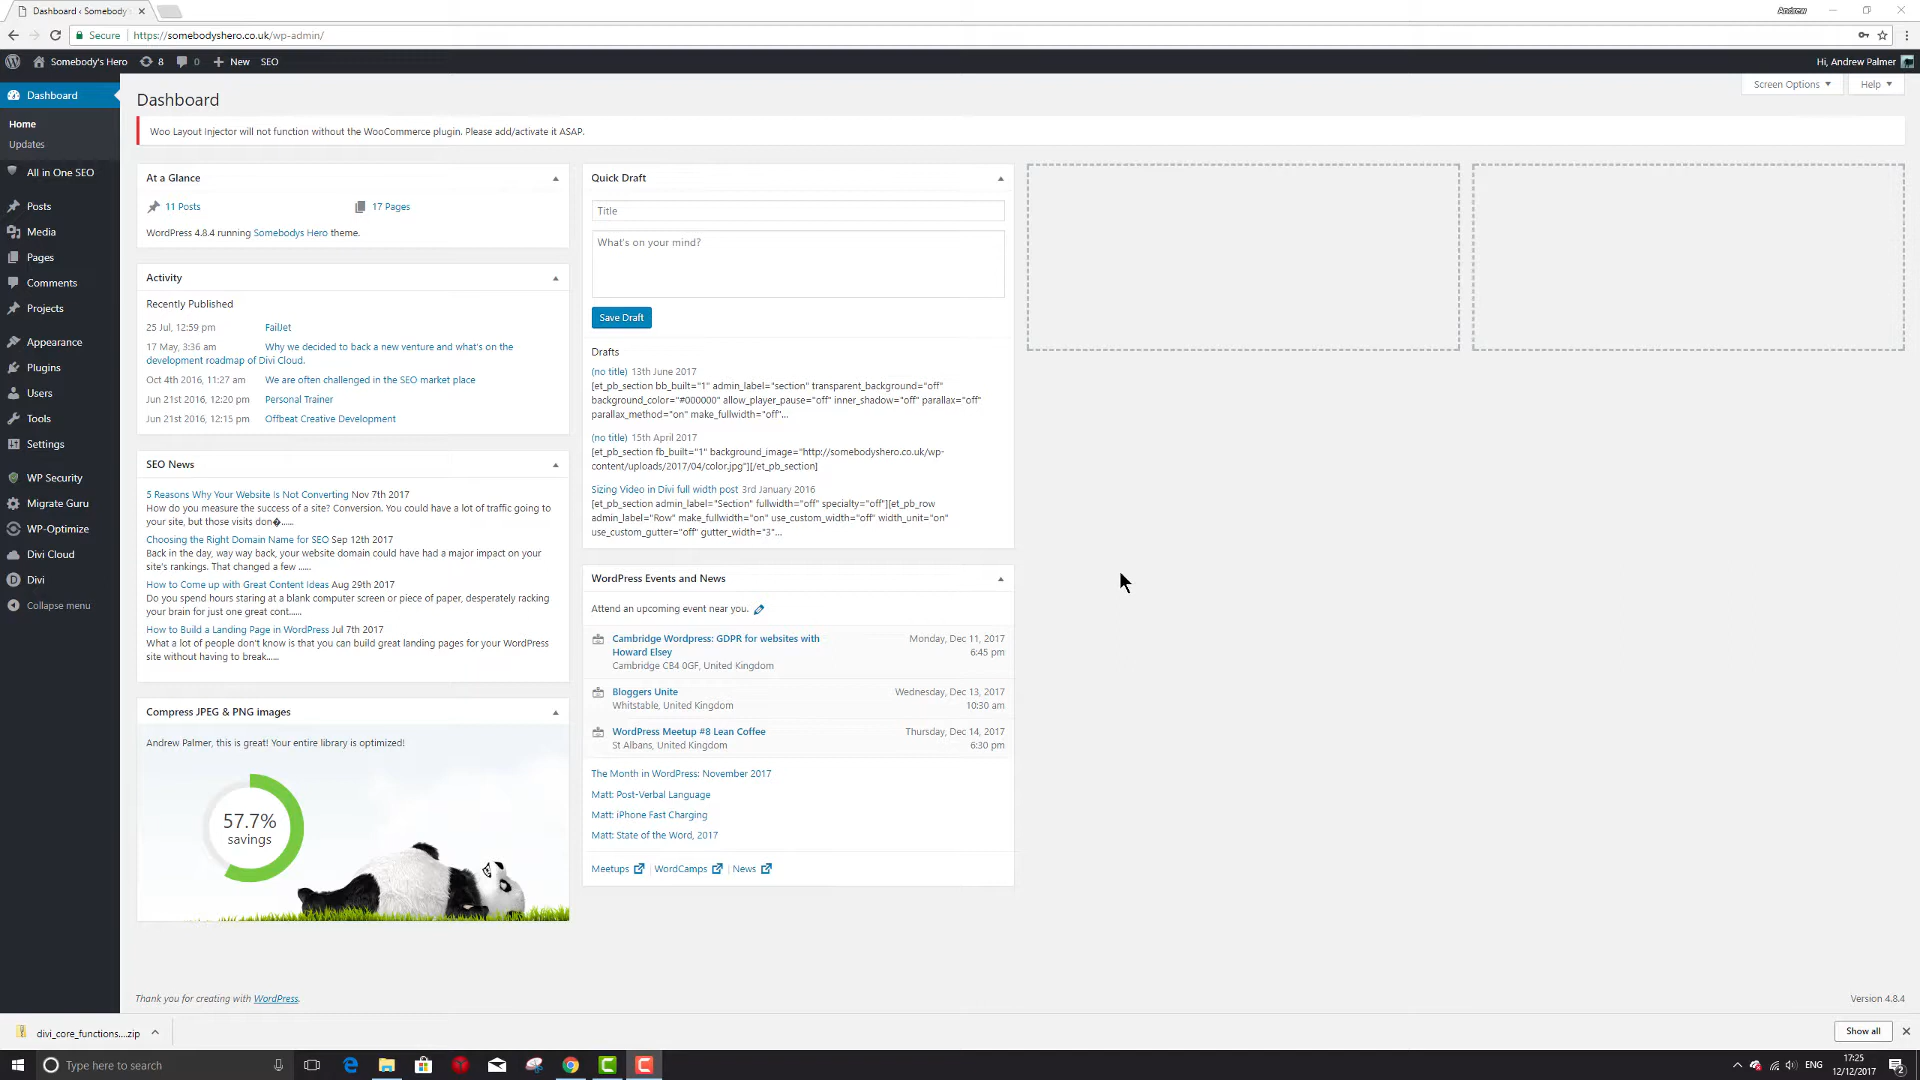 Dashboard ‹ Somebody'
Andrew
Secure
https://somebodyshero.co.uk/wp-admin/
Somebody's Hero
8
0
New
SEO
Hi, Andrew Palmer
Dashboard
Home
Updates
All in One SEO
Posts
Media
Pages
Comments
Projects
Appearance
Plugins
Users
Tools
Settings
WP Security
Migrate Guru
WP-Optimize
Divi Cloud
Divi
Collapse menu
Screen Options
Help
Dashboard
Woo Layout Injector will not function without the WooCommerce plugin. Please add/activate it ASAP.
At a Glance
11 Posts
17 Pages
WordPress 4.8.4 running Somebodys Hero theme.
Activity
Recently Published
25 Jul, 12:59 pm FailJet
17 May, 3:36 am Why we decided to back a new venture and what's on the
development roadmap of Divi Cloud.
Oct 4th 2016, 11:27 am We are often challenged in the SEO market place
Jun 21st 2016, 12:20 pm Personal Trainer
Jun 21st 2016, 12:15 pm Offbeat Creative Development
SEO News
5 Reasons Why Your Website Is Not Converting Nov 7th 2017
How do you measure the success of a site? Conversion. You could have a lot of traffic going to
your site, but those visits don�......
Choosing the Right Domain Name for SEO Sep 12th 2017
Back in the day, way way back, your website domain could have had a major impact on your
site's rankings. That changed a few ......
How to Come up with Great Content Ideas Aug 29th 2017
Do you spend hours staring at a blank computer screen or piece of paper, desperately racking
your brain for just one great cont......
How to Build a Landing Page in WordPress Jul 7th 2017
What a lot of people don't know is that you can build great landing pages for your WordPress
site without having to break......
Compress JPEG & PNG images
Andrew Palmer, this is great! Your entire library is optimized!
57.7%
savings
Quick Draft
Title
What's on your mind?
Save Draft
Drafts
(no title) 13th June 2017
[et_pb_section bb_built="1" admin_label="section" transparent_background="off"
background_color="#000000" allow_player_pause="off" inner_shadow="off" parallax="off"
parallax_method="on" make_fullwidth="off"...
(no title) 15th April 2017
[et_pb_section fb_built="1" background_image="http://somebodyshero.co.uk/wp-
content/uploads/2017/04/color.jpg"][/et_pb_section]
Sizing Video in Divi full width post 3rd January 2016
[et_pb_section admin_label="Section" fullwidth="off" specialty="off"][et_pb_row
admin_label="Row" make_fullwidth="on" use_custom_width="off" width_unit="on"
use_custom_gutter="off" gutter_width="3"...
WordPress Events and News
Attend an upcoming event near you.
Cambridge Wordpress: GDPR for websites with
Howard Elsey
Cambridge CB4 0GF, United Kingdom
Monday, Dec 11, 2017
6:45 pm
Bloggers Unite
Whitstable, United Kingdom
Wednesday, Dec 13, 2017
10:30 am
WordPress Meetup #8 Lean Coffee
St Albans, United Kingdom
Thursday, Dec 14, 2017
6:30 pm
The Month in WordPress: November 2017
Matt: Post-Verbal Language
Matt: iPhone Fast Charging
Matt: State of the Word, 2017
Meetups | WordCamps | News
Thank you for creating with WordPress.
Version 4.8.4
divi_core_functions....zip
Show all
Type here to search
ENG
17:25
12/12/2017
2